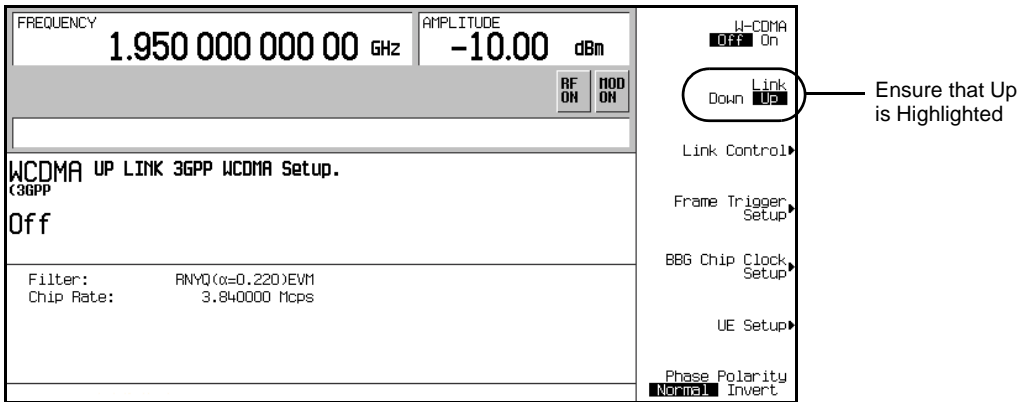 FREQUENCY
1.950 000 000 00 GHz
AMPLITUDE
-10.00 dBm
RF ON
MOD ON
WCDMA UP LINK 3GPP WCDMA Setup.
(3GPP
Off
Filter: RNYQ(α=0.220)EVM
Chip Rate: 3.840000 Mcps
W-CDMA
Off On
Link
Down Up
Link Control
Frame Trigger
Setup
BBG Chip Clock
Setup
UE Setup
Phase Polarity
Normal Invert
Ensure that Up
is Highlighted